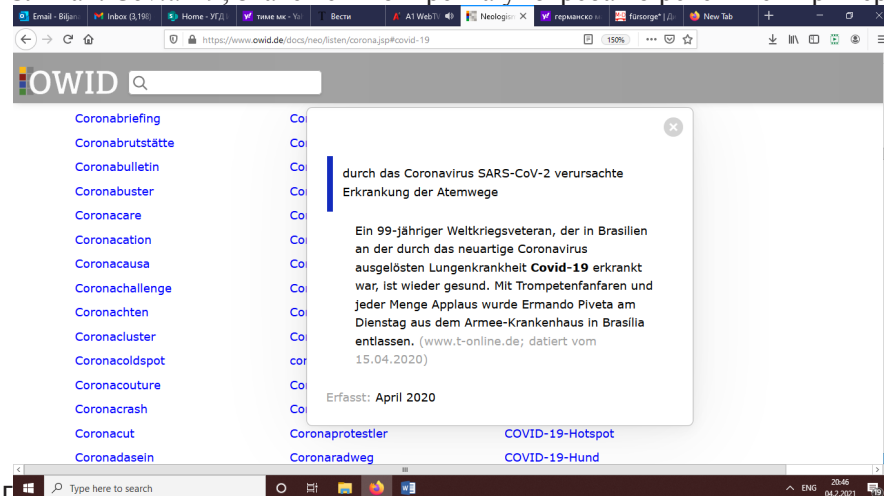 Email - Biljana
Inbox (3,198)
Home - УГД
тиме мк - Ya
Вести
A1 WebTV
Neologism
германско
fürsorge* | Д
New Tab
https://www.owid.de/docs/neo/listen/corona.jsp#covid-19
150%
OWID
Coronabriefing
Coronabrutstätte
Coronabulletin
Coronabuster
Coronacare
Coronacation
Coronacausa
Coronachallenge
Coronachten
Coronacluster
Coronacoldspot
Coronacouture
Coronacrash
Coronacut
Coronadasein
durch das Coronavirus SARS-CoV-2 verursachte
Erkrankung der Atemwege
Ein 99-jähriger Weltkriegsveteran, der in Brasilien
an der durch das neuartige Coronavirus
ausgelösten Lungenkrankheit Covid-19 erkrankt
war, ist wieder gesund. Mit Trompetenfanfaren und
jeder Menge Applaus wurde Ermando Piveta am
Dienstag aus dem Armee-Krankenhaus in Brasília
entlassen. (www.t-online.de; datiert vom
15.04.2020)
Erfasst: April 2020
Coronaprotestler
Coronaradweg
COVID-19-Hotspot
COVID-19-Hund
Type here to search
ENG
20:46
04.2.2021